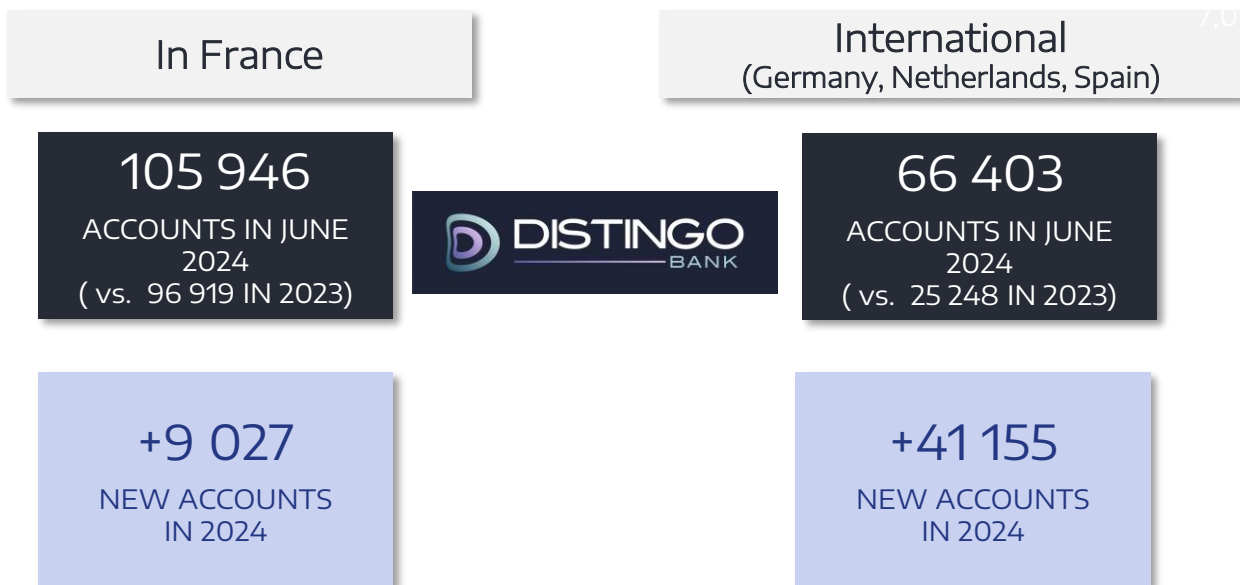 In France
International
(Germany, Netherlands, Spain)
105 946
ACCOUNTS IN JUNE
2024
( vs. 96 919 IN 2023)
DISTINGO
BANK
66 403
ACCOUNTS IN JUNE
2024
( vs. 25 248 IN 2023)
+9 027
NEW ACCOUNTS
IN 2024
+41 155
NEW ACCOUNTS
IN 2024